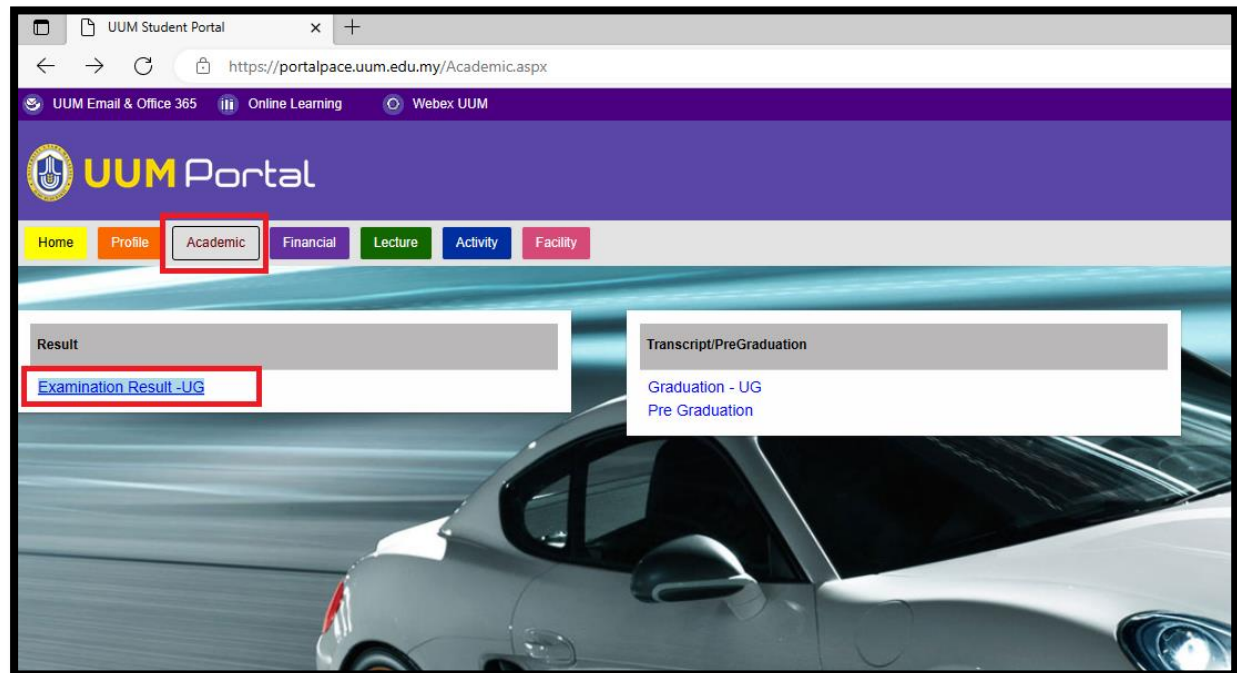 UUM Student Portal
https://portalpace.uum.edu.my/Academic.aspx
UUM Email & Office 365 Online Learning Webex UUM
UUM Portal
Home Profile Academic Financial Lecture Activity Facility
Result
Examination Result -UG
Transcript/PreGraduation
Graduation - UG
Pre Graduation